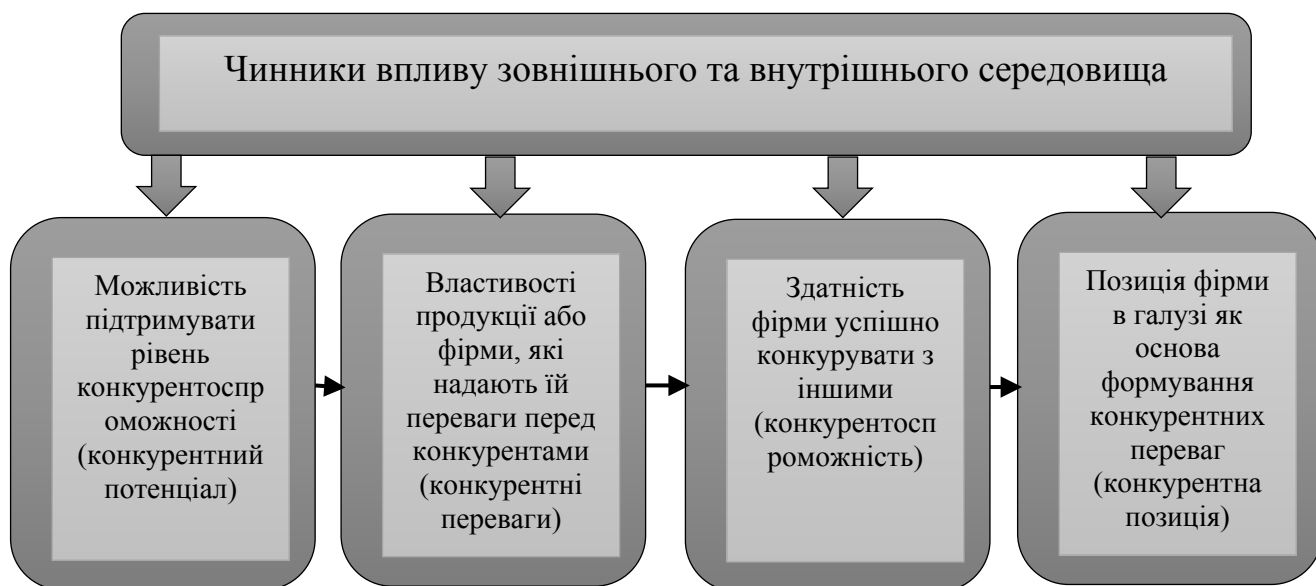 Чинники впливу зовнішнього та внутрішнього середовища
Можливість
підтримувати
рівень
конкурентоспр
оможності
(конкурентний
потенціал)
Властивості
продукції або
фірми, які
надають їй
переваги перед
конкурентами
(конкурентні
переваги)
Здатність
фірми успішно
конкурувати з
іншими
(конкурентосп
роможність)
Позиція фірми
в галузі як
основа
формування
конкурентних
переваг
(конкурентна
позиція)